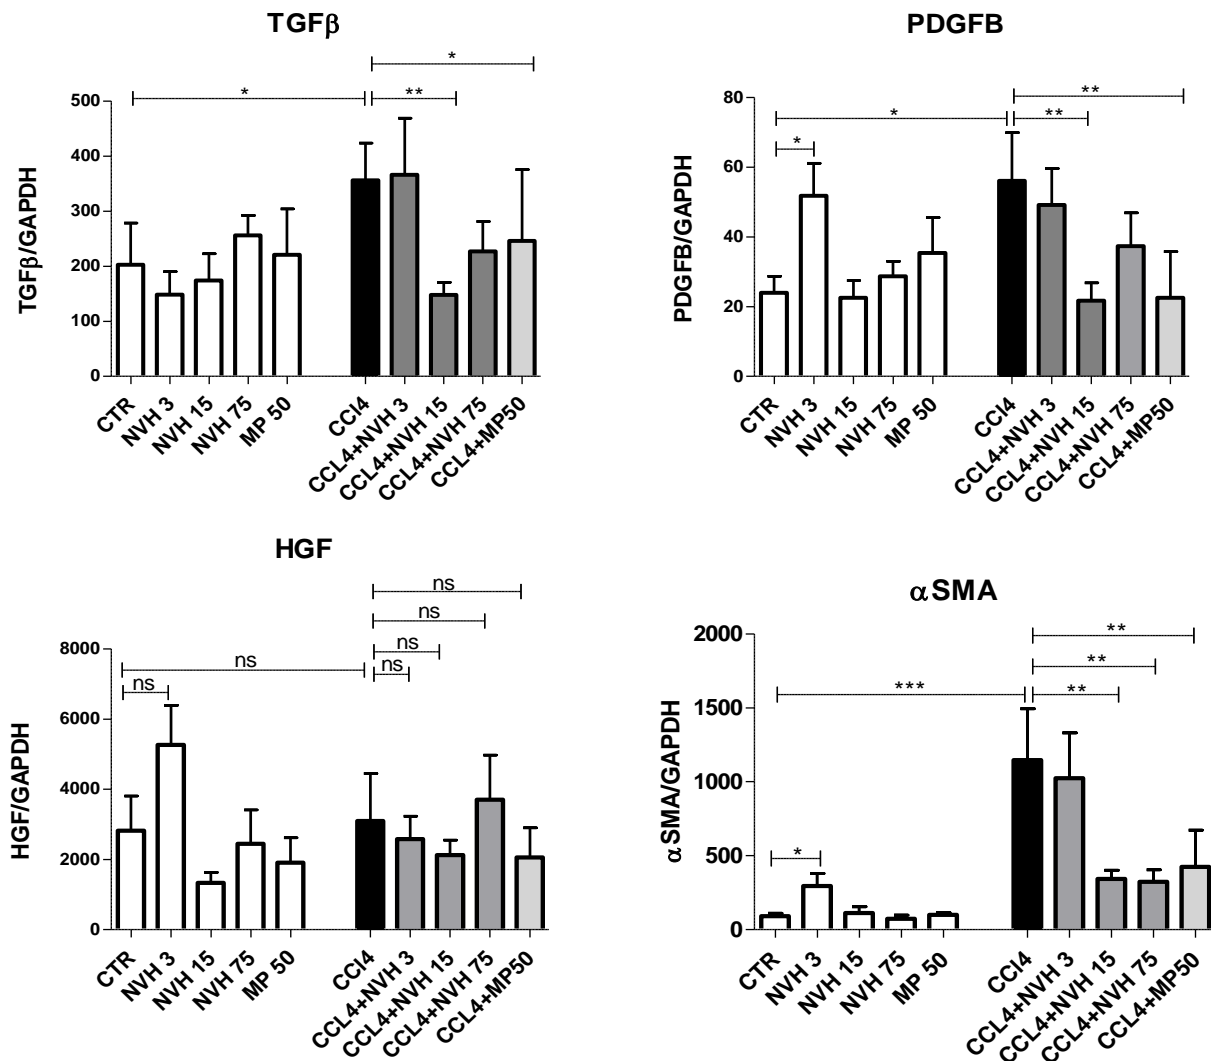 TGFβ
*
*
**
TGFβ/GAPDH
500
400
300
200
100
0
CTR
NVH 3
NVH 15
NVH 75
MP 50
CCl4
CCL4+NVH 3
CCL4+NVH 15
CCL4+NVH 75
CCL4+MP50
PDGFB
**
*
**
*
PDGFB/GAPDH
80
60
40
20
0
CTR
NVH 3
NVH 15
NVH 75
MP 50
CCl4
CCL4+NVH 3
CCL4+NVH 15
CCL4+NVH 75
CCL4+MP50
HGF
ns
ns
ns
ns
ns
ns
HGF/GAPDH
8000
6000
4000
2000
0
CTR
NVH 3
NVH 15
NVH 75
MP 50
CCl4
CCL4+NVH 3
CCL4+NVH 15
CCL4+NVH 75
CCL4+MP50
αSMA
**
**
***
**
*
αSMA/GAPDH
2000
1500
1000
500
0
CTR
NVH 3
NVH 15
NVH 75
MP 50
CCl4
CCL4+NVH 3
CCL4+NVH 15
CCL4+NVH 75
CCL4+MP50